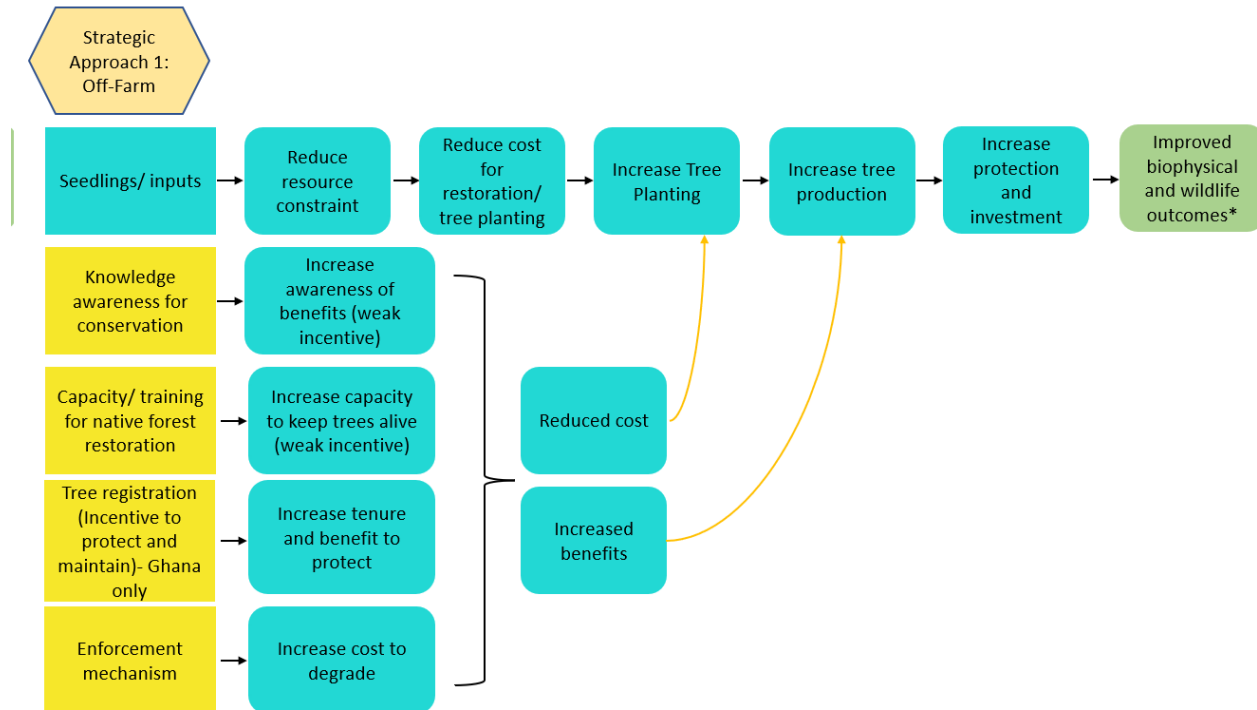 Strategic
Approach 1:
Off-Farm
Seedlings/ inputs
Reduce
resource
constraint
Reduce cost
for
restoration/
tree planting
Increase Tree
Planting
Increase tree
production
Increase
protection
and
investment
Improved
biophysical
and wildlife
outcomes*
Knowledge
awareness for
conservation
Increase
awareness of
benefits (weak
incentive)
Capacity/ training
for native forest
restoration
Increase capacity
to keep trees alive
(weak incentive)
Reduced cost
Tree registration
(Incentive to
protect and
maintain)- Ghana
only
Increase tenure
and benefit to
protect
Increased
benefits
Enforcement
mechanism
Increase cost to
degrade